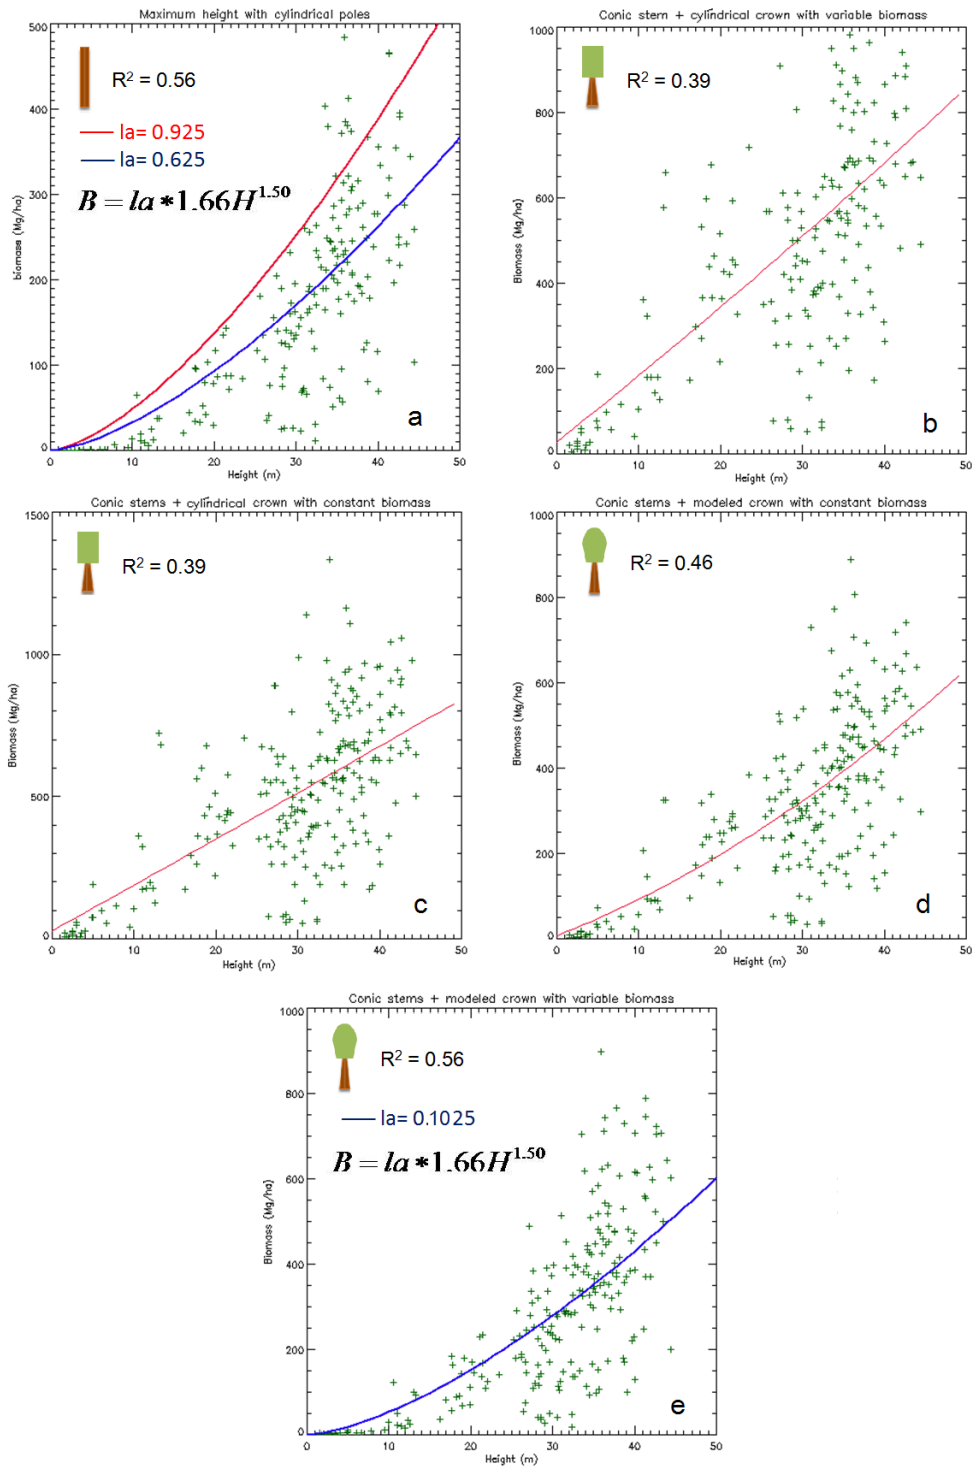 Maximum height with cylindrical poles
500
400
300
200
100
0
biomass (Mg/ha)
R² = 0.56
la= 0.925
la= 0.625
B = la*1.66H^1.50
a
0 10 20 30 40 50
Height (m)
Conic stem + cylindrical crown with variable biomass
1000
800
600
400
200
0
Biomass (Mg/ha)
R² = 0.39
b
0 10 20 30 40 50
Height (m)
Conic stems + cylindrical crown with constant biomass
1500
1000
500
0
Biomass (Mg/ha)
R² = 0.39
c
0 10 20 30 40 50
Height (m)
Conic stems + modeled crown with constant biomass
1000
800
600
400
200
0
Biomass (Mg/ha)
R² = 0.46
d
0 10 20 30 40 50
Height (m)
Conic stems + modeled crown with variable biomass
1000
800
600
400
200
0
Biomass (Mg/ha)
R² = 0.56
la= 0.1025
B = la*1.66H^1.50
e
0 10 20 30 40 50
Height (m)